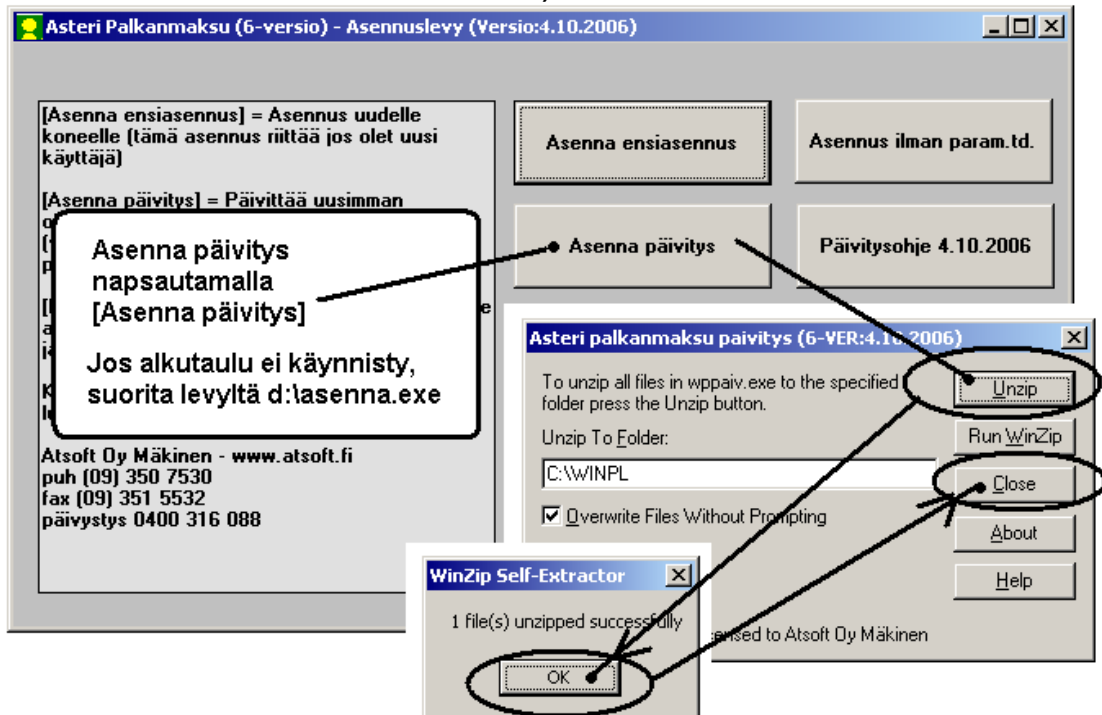 Asteri Palkanmaksu (6-versio) - Asennuslevy (Versio:4.10.2006)
[Asenna ensiasennus] = Asennus uudelle
koneelle (tämä asennus riittää jos olet uusi
käyttäjä)
[Asenna päivitys] = Päivittää uusimman
Asenna päivitys
napsautamalla
[Asenna päivitys]
Jos alkutaulu ei käynnisty,
suorita levyltä d:\asenna.exe
Atsoft Oy Mäkinen - www.atsoft.fi
puh (09) 350 7530
fax (09) 351 5532
päivystys 0400 316 088
Asenna ensiasennus
Asennus ilman param.td.
Asenna päivitys
Päivitysohje 4.10.2006
Asteri palkanmaksu paivitys (6-VER:4.10.2006)
To unzip all files in wppaiv.exe to the specified
folder press the Unzip button.
Unzip To Folder:
C:\WINPL
Overwrite Files Without Prompting
Unzip
Run WinZip
Close
About
Help
to Atsoft Oy Mäkinen
WinZip Self-Extractor
1 file(s) unzipped successfully
OK